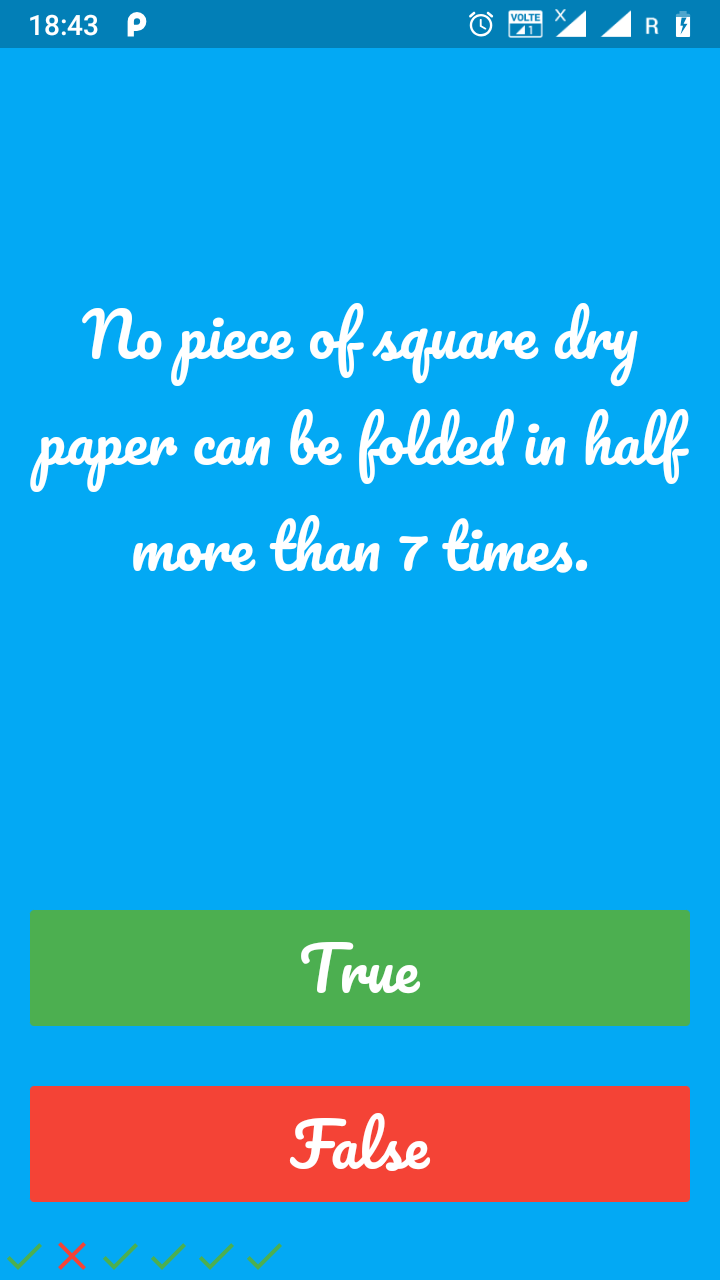 18:43 VOLTE 1 X R
No piece of square dry
paper can be folded in half
more than 7 times.
True
False